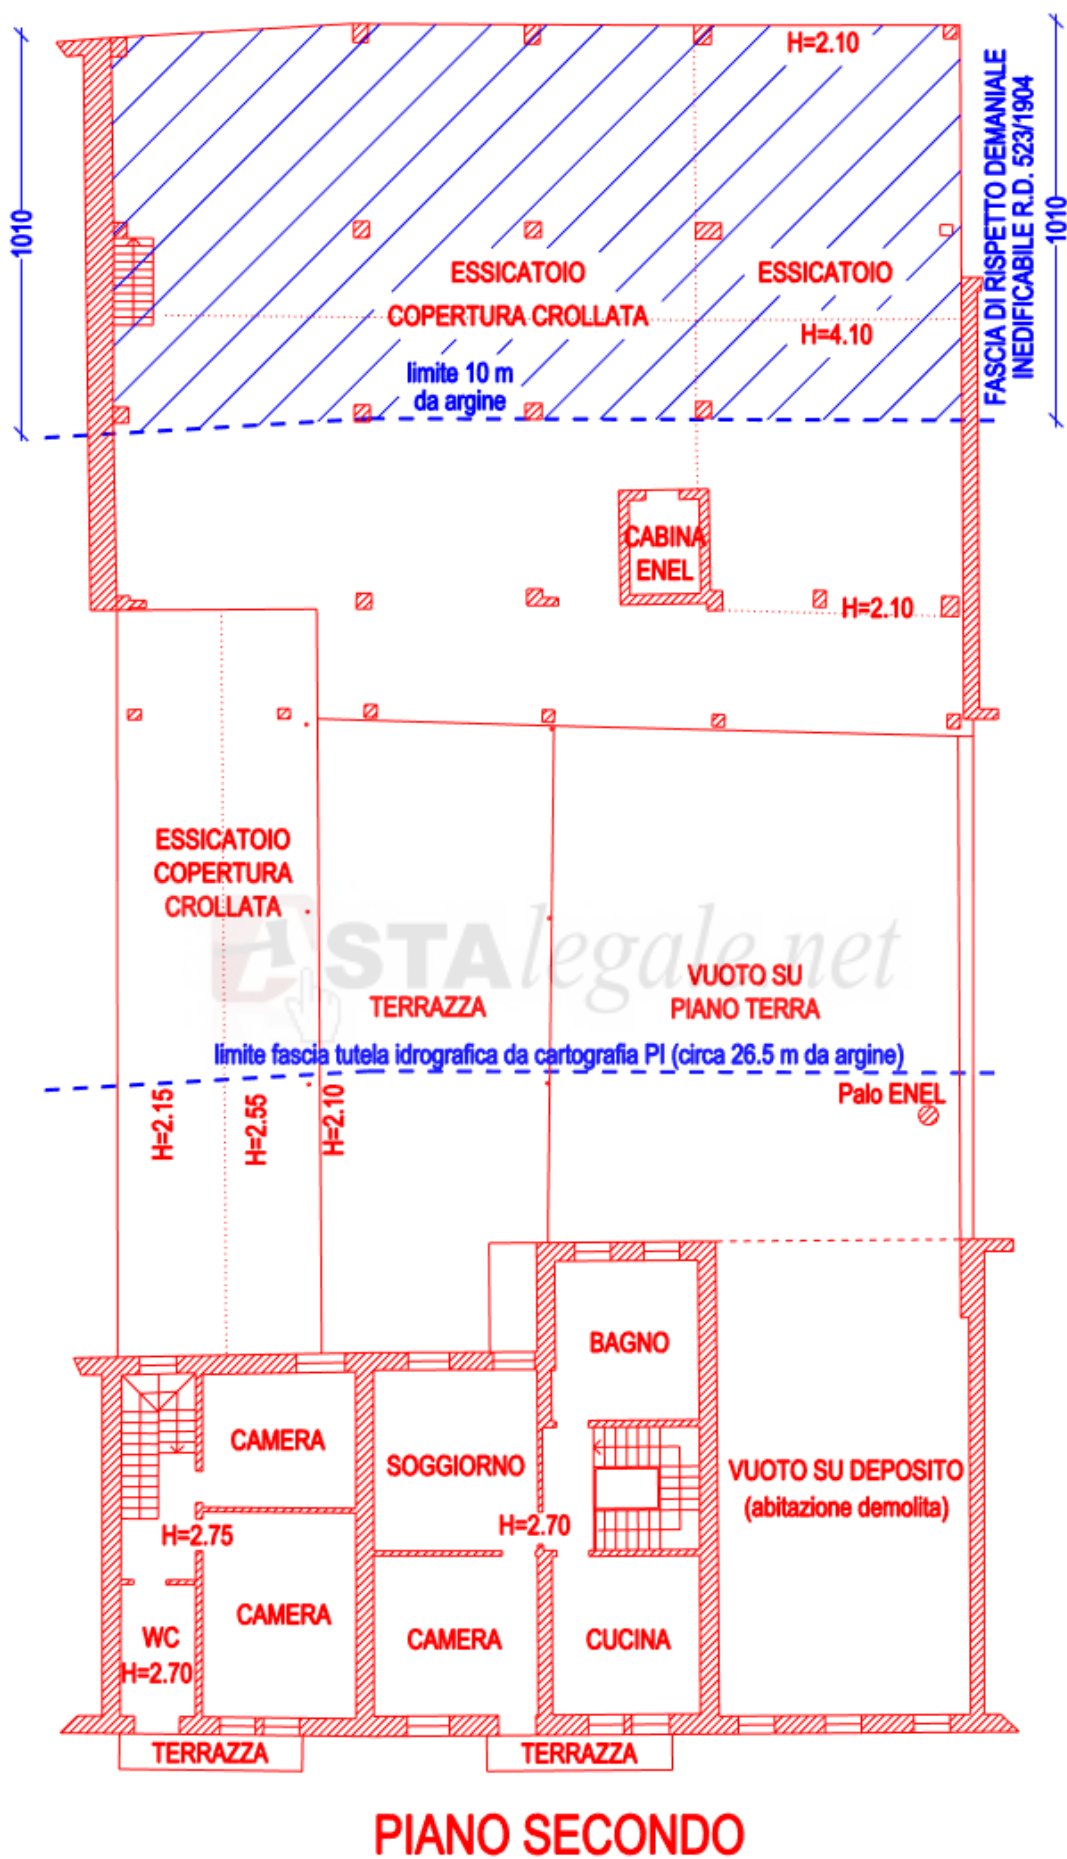 H=2.10
1010
1010
FASCIA DI RISPETTO DEMANIALE
INEDIFICABILE R.D. 523/1904
ESSICATOIO
COPERTURA CROLLATA
ESSICATOIO
H=4.10
limite 10 m
da argine
CABINA
ENEL
H=2.10
ESSICATOIO
COPERTURA
CROLLATA
ASTAlegale.net
TERRAZZA
VUOTO SU
PIANO TERRA
limite fascia tutela idrografica da cartografia PI (circa 26.5 m da argine)
Palo ENEL
H=2.15
H=2.55
H=2.10
BAGNO
CAMERA
SOGGIORNO
VUOTO SU DEPOSITO
(abitazione demolita)
H=2.75
H=2.70
CAMERA
WC
H=2.70
CAMERA
CUCINA
TERRAZZA
TERRAZZA
PIANO SECONDO